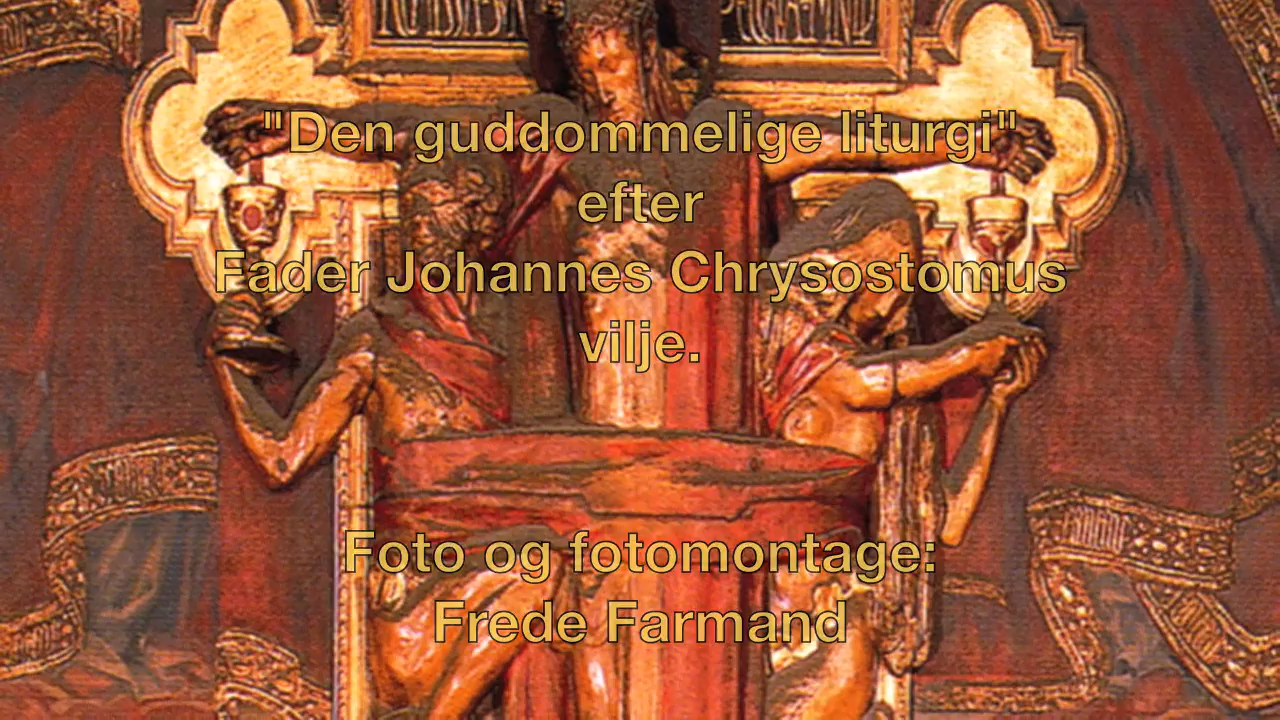 "Den guddommelige liturgi"
efter
Fader Johannes Chrysostomus
vilje.
Foto og fotomontage:
Frede Farmand